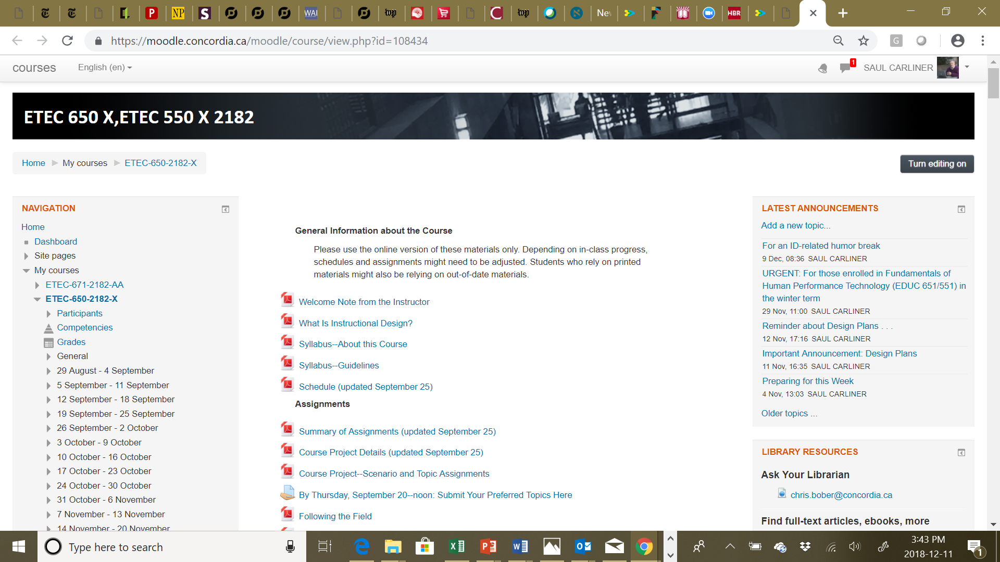 NP
S
WAI
wp
C
wp
N
Ne
HBR
https://moodle.concordia.ca/moodle/course/view.php?id=108434
G
courses
English (en)
1
SAUL CARLINER
ETEC 650 X,ETEC 550 X 2182
Home
My courses
ETEC-650-2182-X
Turn editing on
NAVIGATION
Home
Dashboard
Site pages
My courses
ETEC-671-2182-AA
ETEC-650-2182-X
Participants
Competencies
Grades
General
29 August - 4 September
5 September - 11 September
12 September - 18 September
19 September - 25 September
26 September - 2 October
3 October - 9 October
10 October - 16 October
17 October - 23 October
24 October - 30 October
31 October - 6 November
7 November - 13 November
14 November - 20 November
General Information about the Course
Please use the online version of these materials only. Depending on in-class progress,
schedules and assignments might need to be adjusted. Students who rely on printed
materials might also be relying on out-of-date materials.
Welcome Note from the Instructor
What Is Instructional Design?
Syllabus--About this Course
Syllabus--Guidelines
Schedule (updated September 25)
Assignments
Summary of Assignments (updated September 25)
Course Project Details (updated September 25)
Course Project--Scenario and Topic Assignments
By Thursday, September 20--noon: Submit Your Preferred Topics Here
Following the Field
LATEST ANNOUNCEMENTS
Add a new topic...
For an ID-related humor break
9 Dec, 08:36 SAUL CARLINER
URGENT: For those enrolled in Fundamentals of
Human Performance Technology (EDUC 651/551) in
the winter term
29 Nov, 11:00 SAUL CARLINER
Reminder about Design Plans . . .
12 Nov, 17:16 SAUL CARLINER
Important Announcement: Design Plans
11 Nov, 16:35 SAUL CARLINER
Preparing for this Week
4 Nov, 13:03 SAUL CARLINER
Older topics ...
LIBRARY RESOURCES
Ask Your Librarian
chris.bober@concordia.ca
Find full-text articles, ebooks, more
Type here to search
3:43 PM
2018-12-11
1